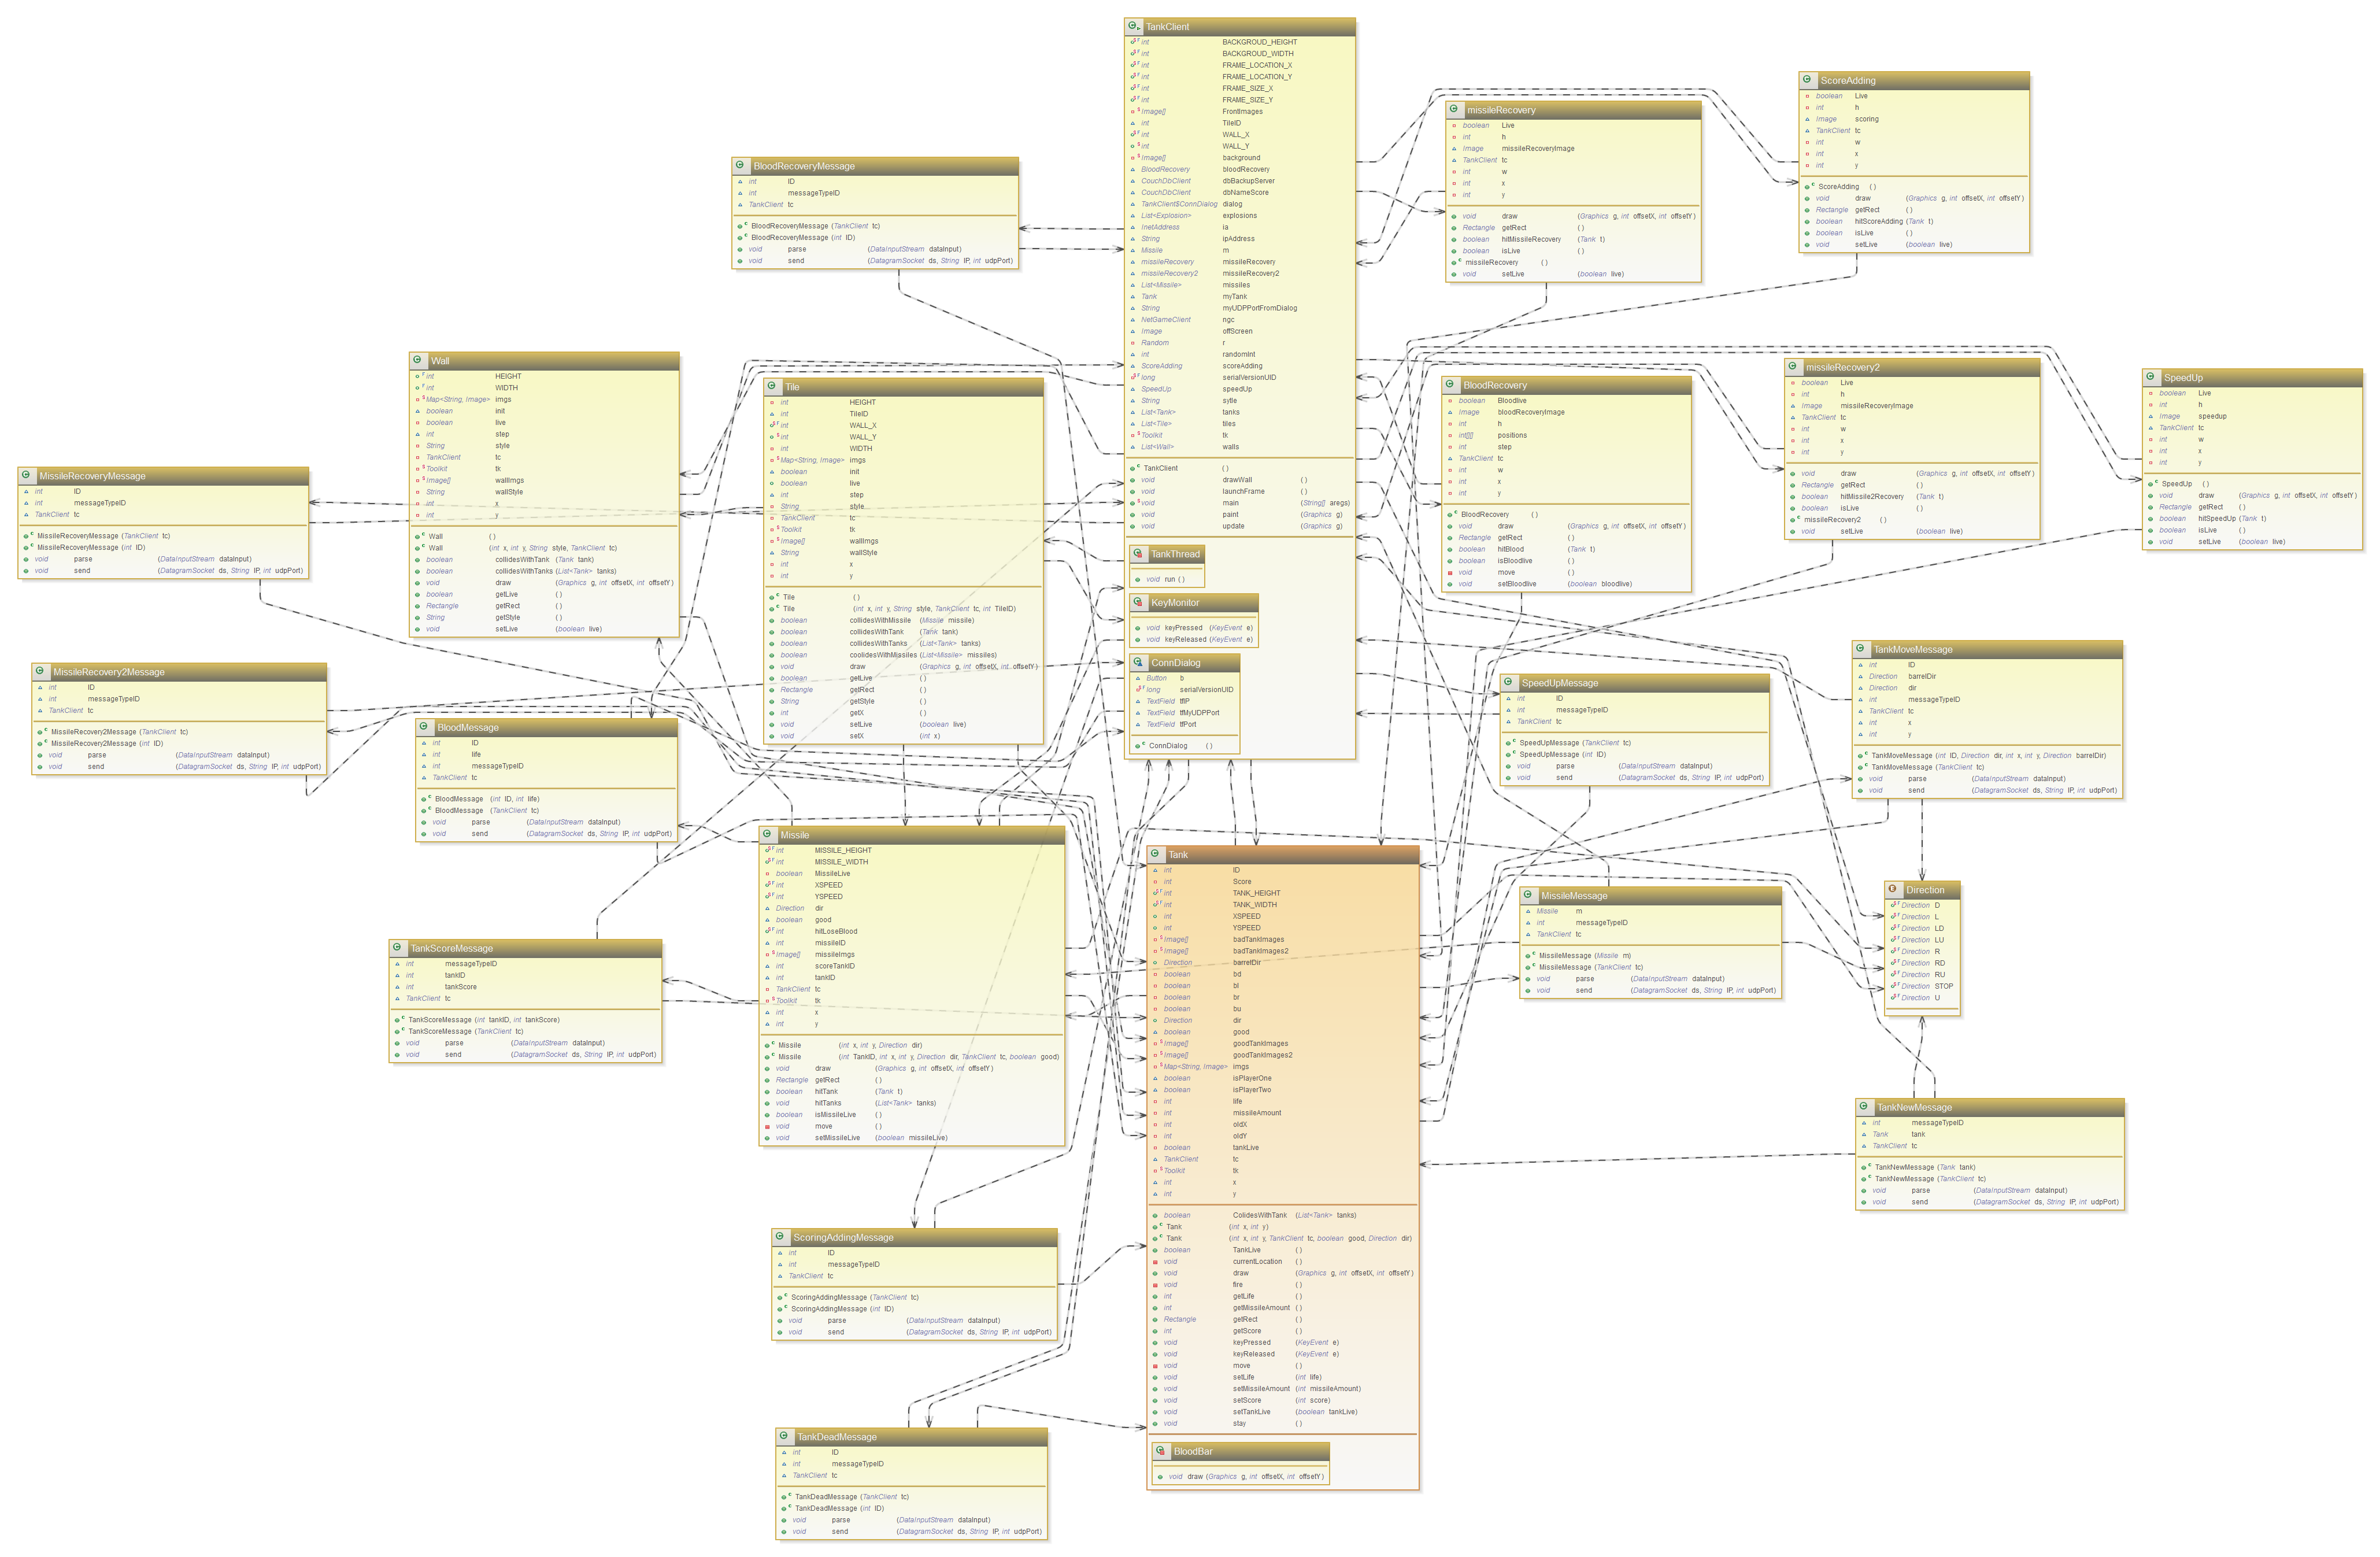 TankClient
int BACKGROUD_HEIGHT
int BACKGROUD_WIDTH
int FRAME_LOCATION_X
int FRAME_LOCATION_Y
int FRAME_SIZE_X
int FRAME_SIZE_Y
Image[] FrontImages
int TileID
int WALL_X
int WALL_Y
Image[] background
BloodRecovery bloodRecovery
CouchDbClient dbBackupServer
CouchDbClient dbNameScore
TankClient$ConnDialog dialog
List<Explosion> explosions
InetAddress ia
String ipAddress
Missile m
missileRecovery missileRecovery
missileRecovery2 missileRecovery2
List<Missile> missiles
Tank myTank
String myUDPPortFromDialog
NetGameClient ngc
Image offScreen
Random r
int randomInt
ScoreAdding scoreAdding
long serialVersionUID
SpeedUp speedUp
String sytle
List<Tank> tanks
List<Tile> tiles
Toolkit tk
List<Wall> walls
TankClient ( )
void drawWall ( )
void launchFrame ( )
void main (String[] aregs)
void paint (Graphics g)
void update (Graphics g)
TankThread
void run ( )
KeyMonitor
void keyPressed (KeyEvent e)
void keyReleased (KeyEvent e)
ConnDialog
Button b
long serialVersionUID
TextField tfIP
TextField tfMyUDPPort
TextField tfPort
ConnDialog ( )
ScoreAdding
boolean Live
int h
Image scoring
TankClient tc
int w
int x
int y
ScoreAdding ( )
void draw (Graphics g, int offsetX, int offsetY)
Rectangle getRect ( )
boolean hitScoreAdding (Tank t)
boolean isLive ( )
void setLive (boolean live)
missileRecovery
boolean Live
int h
Image missileRecoveryImage
TankClient tc
int w
int x
int y
void draw (Graphics g, int offsetX, int offsetY)
Rectangle getRect ( )
boolean hitMissileRecovery (Tank t)
boolean isLive ( )
missileRecovery ( )
void setLive (boolean live)
BloodRecoveryMessage
int ID
int messageTypeID
TankClient tc
BloodRecoveryMessage (TankClient tc)
BloodRecoveryMessage (int ID)
void parse (DataInputStream dataInput)
void send (DatagramSocket ds, String IP, int udpPort)
Wall
int HEIGHT
int WIDTH
Map<String, Image> imgs
boolean init
boolean live
int step
String style
TankClient tc
Toolkit tk
Image[] wallImgs
String wallStyle
int x
int y
Wall ( )
Wall (int x, int y, String style, TankClient tc)
boolean collidesWithTank (Tank tank)
boolean collidesWithTanks (List<Tank> tanks)
void draw (Graphics g, int offsetX, int offsetY)
boolean getLive ( )
Rectangle getRect ( )
String getStyle ( )
void setLive (boolean live)
Tile
int HEIGHT
int TileID
int WALL_X
int WALL_Y
int WIDTH
Map<String, Image> imgs
boolean init
boolean live
int step
String style
TankClient tc
Toolkit tk
Image[] wallImgs
String wallStyle
int x
int y
Tile ( )
Tile (int x, int y, String style, TankClient tc, int TileID)
boolean collidesWithMissile (Missile missile)
boolean collidesWithTank (Tank tank)
boolean collidesWithTanks (List<Tank> tanks)
boolean coolidesWithMissiles (List<Missile> missiles)
void draw (Graphics g, int offsetX, int offsetY)
boolean getLive ( )
Rectangle getRect ( )
String getStyle ( )
int getX ( )
void setLive (boolean live)
void setX (int x)
BloodRecovery
boolean Bloodlive
Image bloodRecoveryImage
int h
int[][] positions
int step
TankClient tc
int w
int x
int y
BloodRecovery ( )
void draw (Graphics g, int offsetX, int offsetY)
Rectangle getRect ( )
boolean hitBlood (Tank t)
boolean isBloodlive ( )
void move ( )
void setBloodlive (boolean bloodlive)
missileRecovery2
boolean Live
int h
Image missileRecoveryImage
TankClient tc
int w
int x
int y
void draw (Graphics g, int offsetX, int offsetY)
Rectangle getRect ( )
boolean hitMissile2Recovery (Tank t)
boolean isLive ( )
missileRecovery2 ( )
void setLive (boolean live)
SpeedUp
boolean Live
int h
Image speedup
TankClient tc
int w
int x
int y
SpeedUp ( )
void draw (Graphics g, int offsetX, int offsetY)
Rectangle getRect ( )
boolean hitSpeedUp (Tank t)
boolean isLive ( )
void setLive (boolean live)
MissileRecoveryMessage
int ID
int messageTypeID
TankClient tc
MissileRecoveryMessage (TankClient tc)
MissileRecoveryMessage (int ID)
void parse (DataInputStream dataInput)
void send (DatagramSocket ds, String IP, int udpPort)
MissileRecovery2Message
int ID
int messageTypeID
TankClient tc
MissileRecovery2Message (TankClient tc)
MissileRecovery2Message (int ID)
void parse (DataInputStream dataInput)
void send (DatagramSocket ds, String IP, int udpPort)
BloodMessage
int ID
int life
int messageTypeID
TankClient tc
BloodMessage (int ID, int life)
BloodMessage (TankClient tc)
void parse (DataInputStream dataInput)
void send (DatagramSocket ds, String IP, int udpPort)
SpeedUpMessage
int ID
int messageTypeID
TankClient tc
SpeedUpMessage (TankClient tc)
SpeedUpMessage (int ID)
void parse (DataInputStream dataInput)
void send (DatagramSocket ds, String IP, int udpPort)
TankMoveMessage
int ID
Direction barrelDir
Direction dir
int messageTypeID
TankClient tc
int x
int y
TankMoveMessage (int ID, Direction dir, int x, int y, Direction barrelDir)
TankMoveMessage (TankClient tc)
void parse (DataInputStream dataInput)
void send (DatagramSocket ds, String IP, int udpPort)
Missile
int MISSILE_HEIGHT
int MISSILE_WIDTH
boolean MissileLive
int XSPEED
int YSPEED
Direction dir
boolean good
int hitLoseBlood
int missileID
Image[] missileImgs
int scoreTankID
int tankID
TankClient tc
Toolkit tk
int x
int y
Missile (int x, int y, Direction dir)
Missile (int TankID, int x, int y, Direction dir, TankClient tc, boolean good)
void draw (Graphics g, int offsetX, int offsetY)
Rectangle getRect ( )
boolean hitTank (Tank t)
void hitTanks (List<Tank> tanks)
boolean isMissileLive ( )
void move ( )
void setMissileLive (boolean missileLive)
Tank
int ID
int Score
int TANK_HEIGHT
int TANK_WIDTH
int XSPEED
int YSPEED
Image[] badTankImages
Image[] badTankImages2
Direction barrelDir
boolean bd
boolean bl
boolean br
boolean bu
Direction dir
boolean good
Image[] goodTankImages
Image[] goodTankImages2
Map<String, Image> imgs
boolean isPlayerOne
boolean isPlayerTwo
int life
int missileAmount
int oldX
int oldY
boolean tankLive
TankClient tc
Toolkit tk
int x
int y
boolean ColidesWithTank (List<Tank> tanks)
Tank (int x, int y)
Tank (int x, int y, TankClient tc, boolean good, Direction dir)
boolean TankLive ( )
void currentLocation ( )
void draw (Graphics g, int offsetX, int offsetY)
void fire ( )
int getLife ( )
int getMissileAmount ( )
Rectangle getRect ( )
int getScore ( )
void keyPressed (KeyEvent e)
void keyReleased (KeyEvent e)
void move ( )
void setLife (int life)
void setMissileAmount (int missileAmount)
void setScore (int score)
void setTankLive (boolean tankLive)
void stay ( )
BloodBar
void draw (Graphics g, int offsetX, int offsetY)
MissileMessage
Missile m
int messageTypeID
TankClient tc
MissileMessage (Missile m)
MissileMessage (TankClient tc)
void parse (DataInputStream dataInput)
void send (DatagramSocket ds, String IP, int udpPort)
Direction
Direction D
Direction L
Direction LD
Direction LU
Direction R
Direction RD
Direction RU
Direction STOP
Direction U
TankScoreMessage
int messageTypeID
int tankID
int tankScore
TankClient tc
TankScoreMessage (int tankID, int tankScore)
TankScoreMessage (TankClient tc)
void parse (DataInputStream dataInput)
void send (DatagramSocket ds, String IP, int udpPort)
TankNewMessage
int messageTypeID
Tank tank
TankClient tc
TankNewMessage (Tank tank)
TankNewMessage (TankClient tc)
void parse (DataInputStream dataInput)
void send (DatagramSocket ds, String IP, int udpPort)
ScoringAddingMessage
int ID
int messageTypeID
TankClient tc
ScoringAddingMessage (TankClient tc)
ScoringAddingMessage (int ID)
void parse (DataInputStream dataInput)
void send (DatagramSocket ds, String IP, int udpPort)
TankDeadMessage
int ID
int messageTypeID
TankClient tc
TankDeadMessage (TankClient tc)
TankDeadMessage (int ID)
void parse (DataInputStream dataInput)
void send (DatagramSocket ds, String IP, int udpPort)